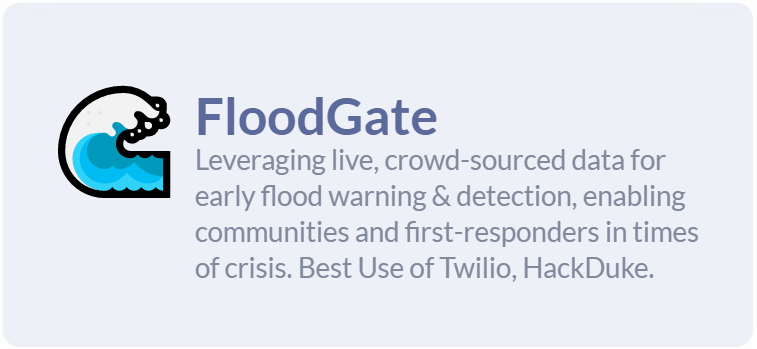 FloodGate
Leveraging live, crowd-sourced data for
early flood warning & detection, enabling
communities and first-responders in times
of crisis. Best Use of Twilio, HackDuke.